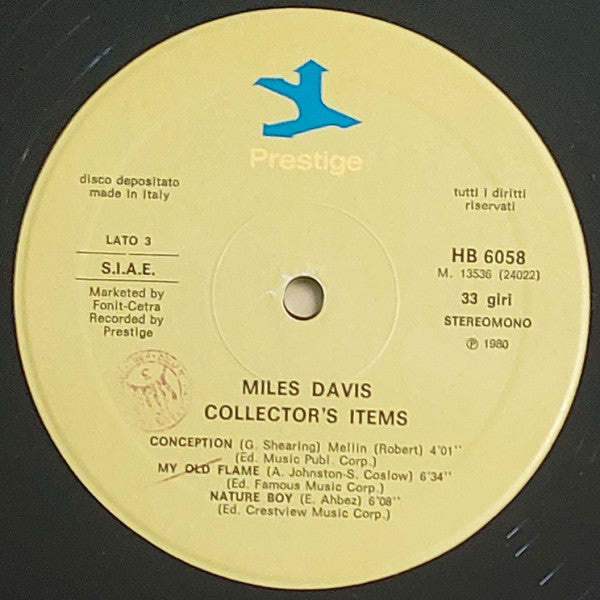 Prestige
disco depositato
made in Italy
tutti i diritti
riservati
LATO 3
S.I.A.E.
Marketed by
Fonit-Cetra
Recorded by
Prestige
HB 6058
M. 13536 (24022)
33 giri
STEREOMONO
℗ 1980
MILES DAVIS
COLLECTOR'S ITEMS
CONCEPTION (G. Shearing) Mellin (Robert) 4'01''
(Ed. Music Publ. Corp.)
MY OLD FLAME (A. Johnston-S. Coslow) 6'34''
(Ed. Famous Music Corp.)
NATURE BOY (E. Ahbez) 6'08''
(Ed. Crestview Music Corp.)